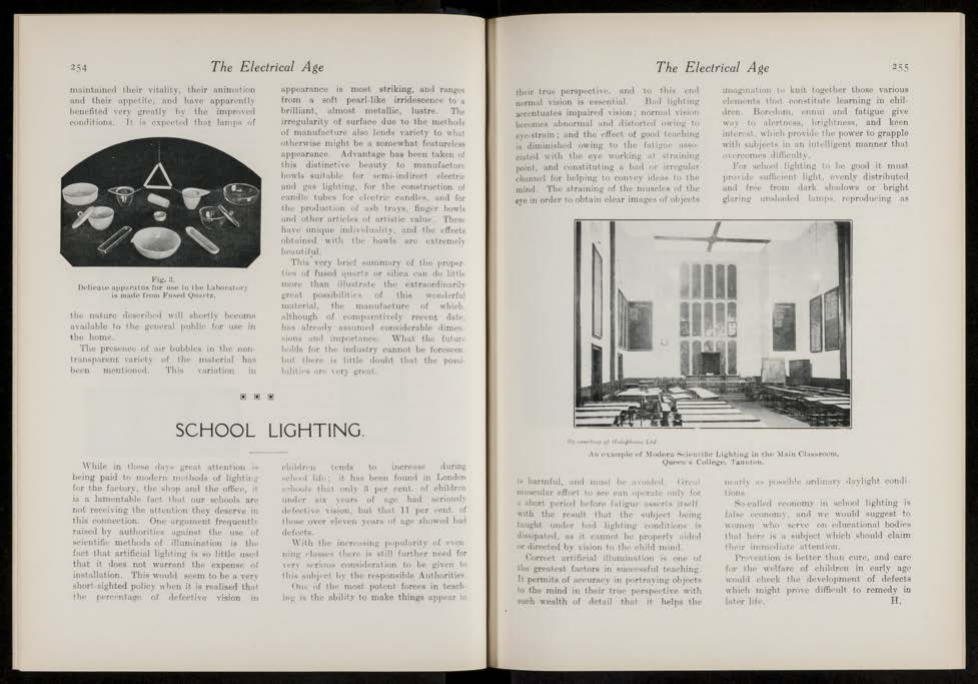 254
The Electrical Age
maintained their vitality, their animation
and their appetite, and have apparently
benefited very greatly by the improved
conditions. It is expected that lamps of
Fig. 3.
Delicate apparatus for use in the Laboratory
is made from Fused Quartz.
the nature described will shortly become
available to the general public for use in
the home.
The presence of air bubbles in the non-
transparent variety of the material has
been mentioned. This variation in
appearance is most striking, and ranges
from a soft pearl-like irridescence to a
brilliant, almost metallic, lustre. The
irregularity of surface due to the methods
of manufacture also lends variety to what
otherwise might be a somewhat featureless
appearance. Advantage has been taken of
this distinctive beauty to manufacture
bowls suitable for semi-indirect electric
and gas lighting, for the construction of
candle tubes for electric candles, and for
the production of ash trays, finger bowls
and other articles of artistic value. These
have unique individuality, and the effects
obtained with the bowls are extremely
beautiful.
This very brief summary of the proper-
ties of fused quartz or silica can do little
more than illustrate the extraordinarily
great possibilities of this wonderful
material, the manufacture of which,
although of comparatively recent date,
has already assumed considerable dimen-
sions and importance. What the future
holds for the industry cannot be foreseen,
but there is little doubt that the possi-
bilities are very great.
SCHOOL LIGHTING.
While in these days great attention is
being paid to modern methods of lighting
for the factory, the shop and the office, it
is a lamentable fact that our schools are
not receiving the attention they deserve in
this connection. One argument frequently
raised by authorities against the use of
scientific methods of illumination is the
fact that artificial lighting is so little used
that it does not warrant the expense of
installation. This would seem to be a very
short-sighted policy when it is realised that
the percentage of defective vision in
children tends to increase during
school life; it has been found in London
schools that only 3 per cent. of children
under six years of age had seriously
defective vision, but that 11 per cent. of
those over eleven years of age showed bad
defects.
With the increasing popularity of even-
ning classes there is still further need for
very serious consideration to be given to
this subject by the responsible Authorities.
One of the most potent forces in teach-
ing is the ability to make things appear in
The Electrical Age
255
their true perspective, and to this end
normal vision is essential. Bad lighting
accentuates impaired vision; normal vision
becomes abnormal and distorted owing to
eye-strain; and the effect of good teaching
is diminished owing to the fatigue asso-
ciated with the eye working at straining
point, and constituting a bad or irregular
channel for helping to convey ideas to the
mind. The straining of the muscles of the
eye in order to obtain clear images of objects
imagination to knit together those various
elements that constitute learning in chil-
dren. Boredom, ennui and fatigue give
way to alertness, brightness, and keen
interest, which provide the power to grapple
with subjects in an intelligent manner that
overcomes difficulty.
For school lighting to be good it must
provide sufficient light, evenly distributed
and free from dark shadows or bright
glaring unshaded lamps, reproducing as
By courtesy of Holophane Ltd.
An example of Modern Scientific Lighting in the Main Classroom,
Queen's College, Taunton.
is harmful, and must be avoided. Great
muscular effort to see can operate only for
a short period before fatigue asserts itself
with the result that the subject being
taught under bad lighting conditions is
dissipated, as it cannot be properly aided
or directed by vision to the child mind.
Correct artificial illumination is one of
the greatest factors in successful teaching.
It permits of accuracy in portraying objects
to the mind in their true perspective with
such wealth of detail that it helps the
nearly as possible ordinary daylight condi-
tions.
So-called economy in school lighting is
false economy, and we would suggest to
women who serve on educational bodies
that here is a subject which should claim
their immediate attention.
Prevention is better than cure, and care
for the welfare of children in early age
would check the development of defects
which might prove difficult to remedy in
later life. H.